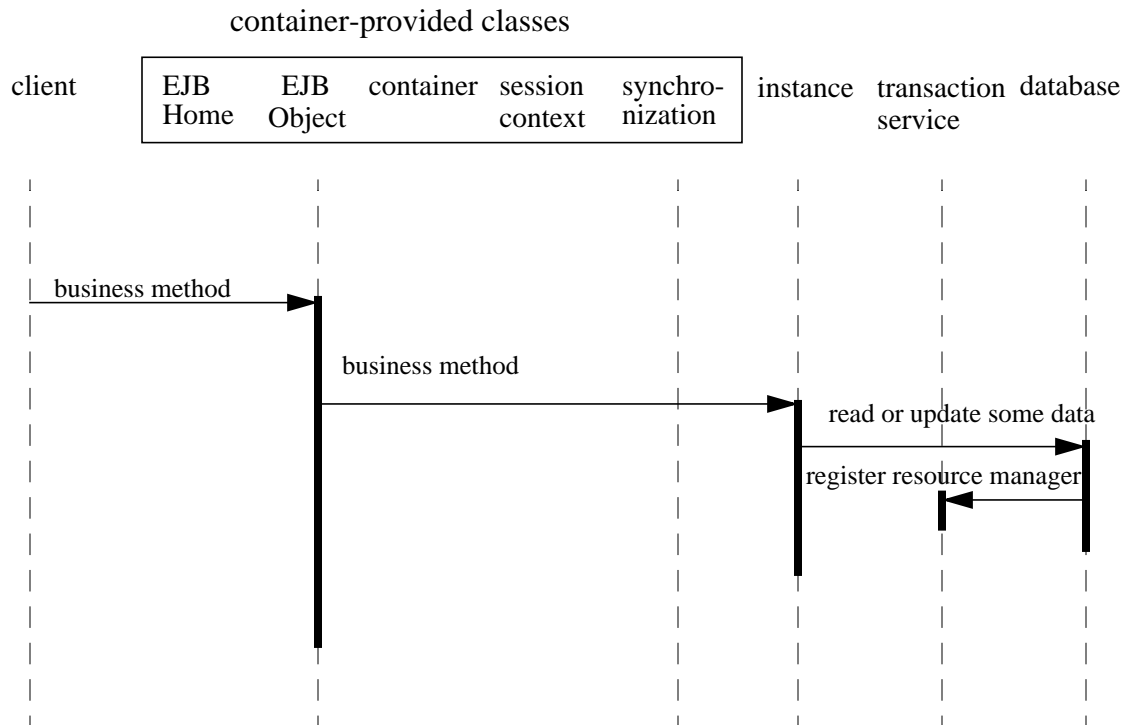 container-provided classes
client EJB EJB container session synchro- instance transaction database
Home Object context nization service
business method
business method
read or update some data
register resource manager